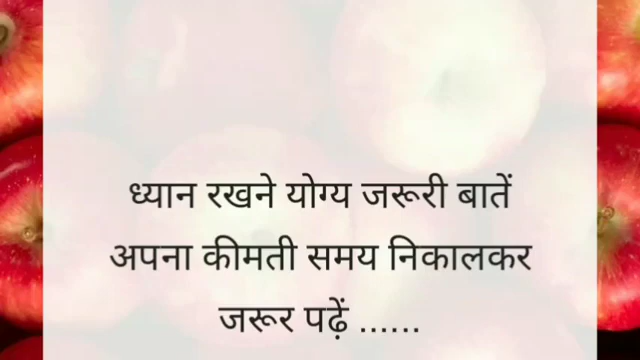 ध्यान रखने योग्य जरूरी बातें
अपना कीमती समय निकालकर
जरूर पढ़ें ......